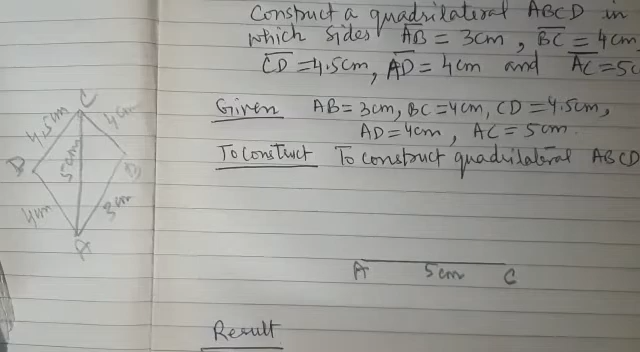 Construct a quadrilateral ABCD in
which sides AB = 3cm, BC = 4cm
CD = 4.5cm, AD = 4cm and AC = 5c
Given AB = 3cm, BC = 4cm, CD = 4.5cm,
AD = 4cm, AC = 5cm.
To construct To construct quadrilateral ABCD
C
4.5cm 4cm
D 5cm B
4cm 3cm
A
A 5cm C
Result